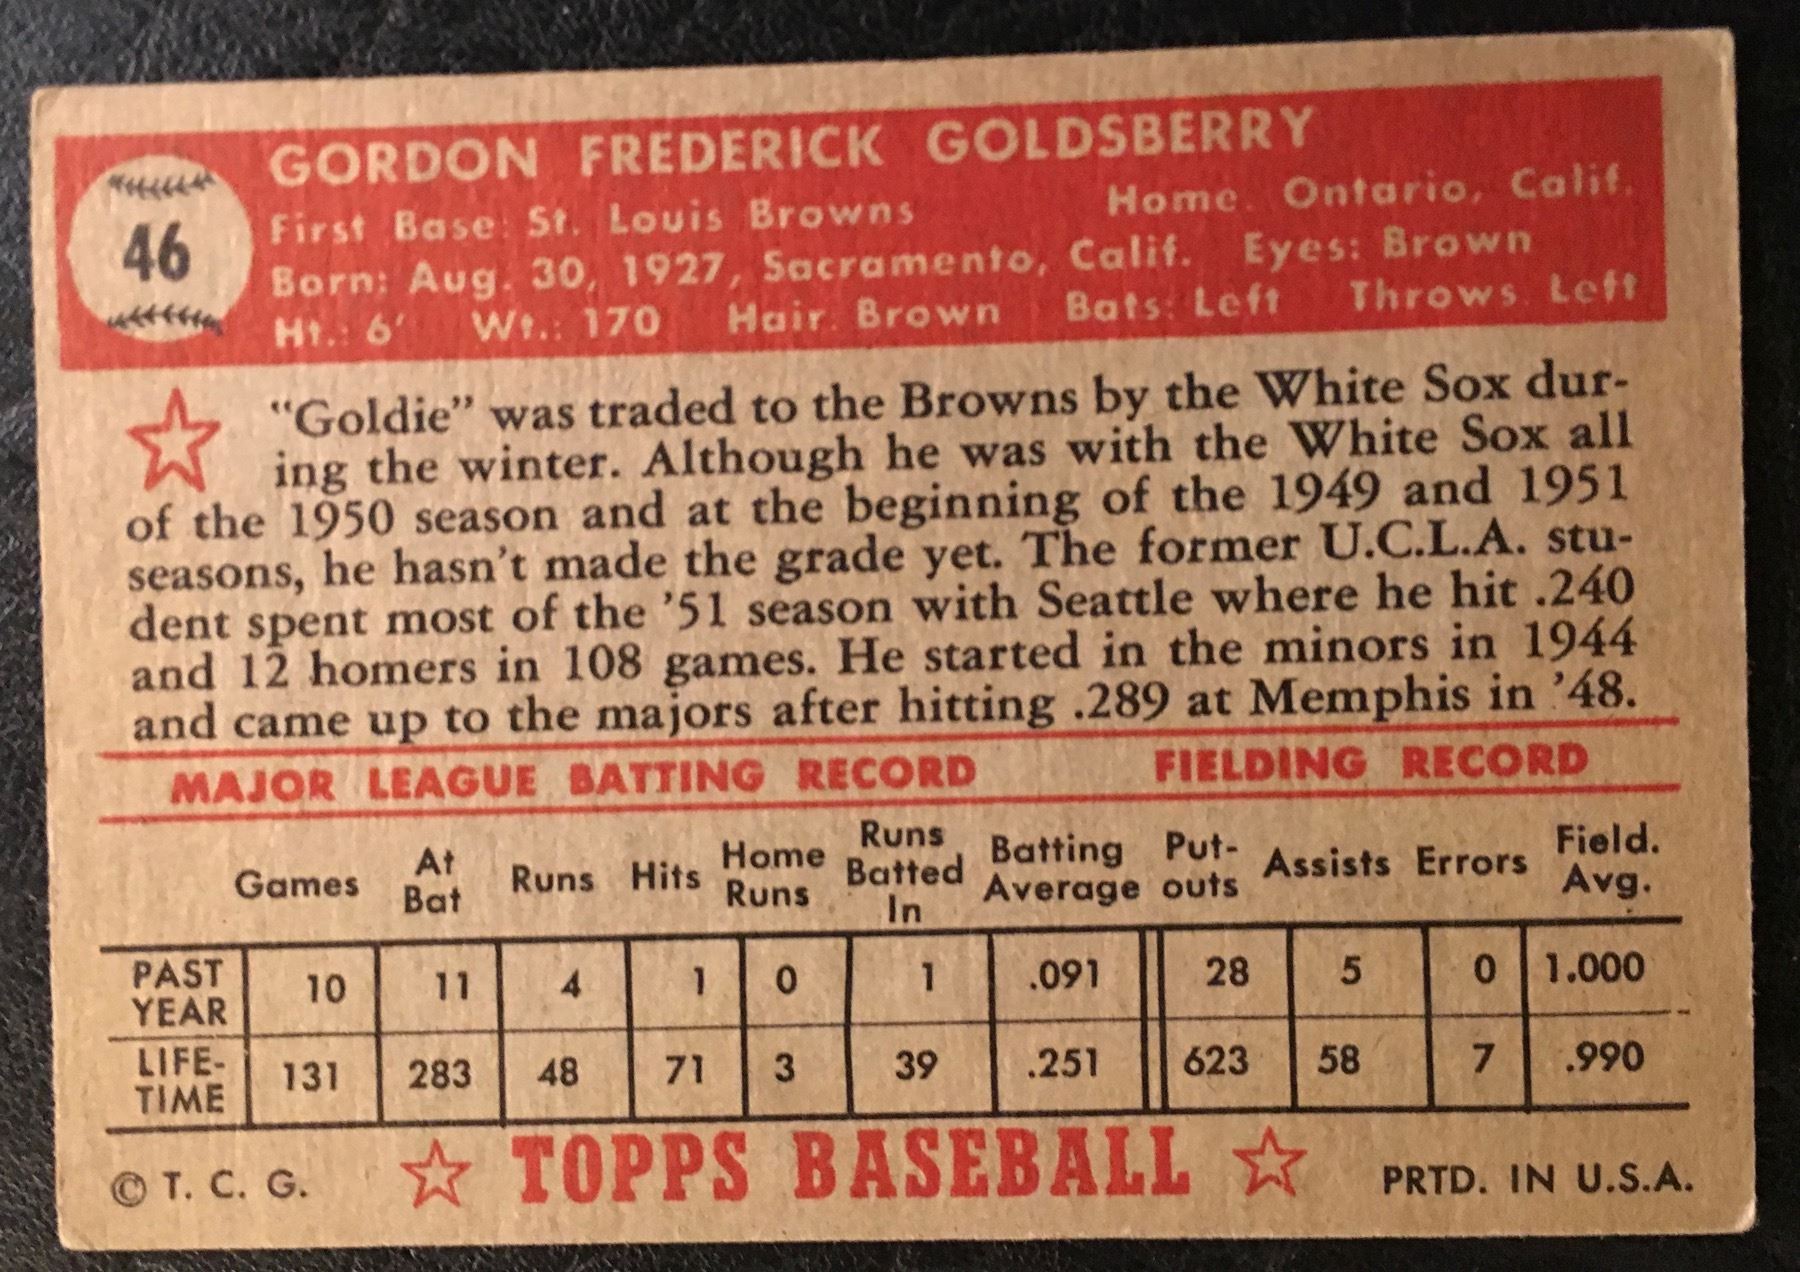 46
GORDON FREDERICK GOLDSBERRY
First Base: St. Louis Browns Home. Ontario, Calif.
Born: Aug. 30, 1927, Sacramento, Calif. Eyes: Brown
Ht.: 6' Wt.: 170 Hair. Brown Bats: Left Throws. Left
"Goldie" was traded to the Browns by the White Sox dur-
ing the winter. Although he was with the White Sox all
of the 1950 season and at the beginning of the 1949 and 1951
seasons, he hasn't made the grade yet. The former U.C.L.A. stu-
dent spent most of the '51 season with Seattle where he hit .240
and 12 homers in 108 games. He started in the minors in 1944
and came up to the majors after hitting .289 at Memphis in '48.
MAJOR LEAGUE BATTING RECORD FIELDING RECORD
Games At Bat Runs Hits Home Runs Runs Batted In Batting Average Put-outs Assists Errors Field. Avg.
PAST YEAR 10 11 4 1 0 1 .091 28 5 0 1.000
LIFE-TIME 131 283 48 71 3 39 .251 623 58 7 .990
© T. C. G. TOPPS BASEBALL PRTD. IN U.S.A.